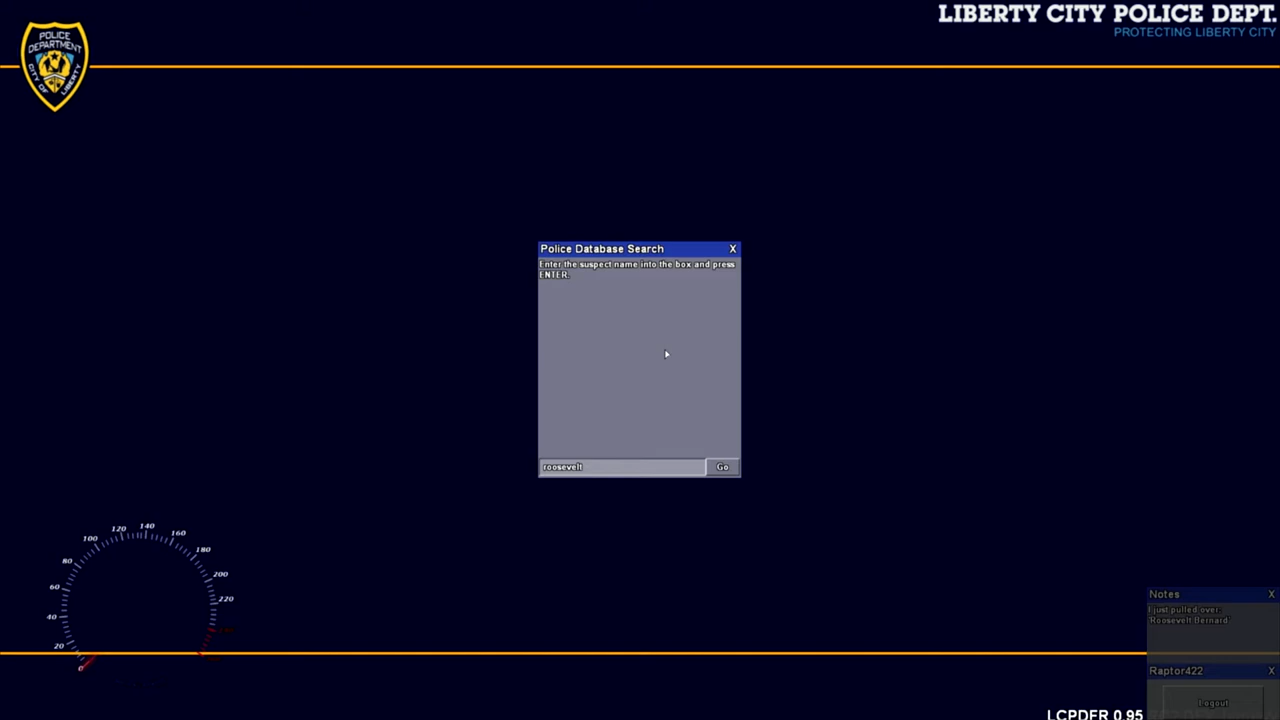 LIBERTY CITY POLICE DEPT.
PROTECTING LIBERTY CITY
POLICE
DEPARTMENT
CITY OF LIBERTY
Police Database Search X
Enter the suspect name into the box and press
ENTER.
roosevelt Go
0
20
40
60
80
100
120
140
160
180
200
220
Notes X
I just pulled over:
'Roosevelt Bernard'
Raptor422 X
Logout
LCPDFR 0.95